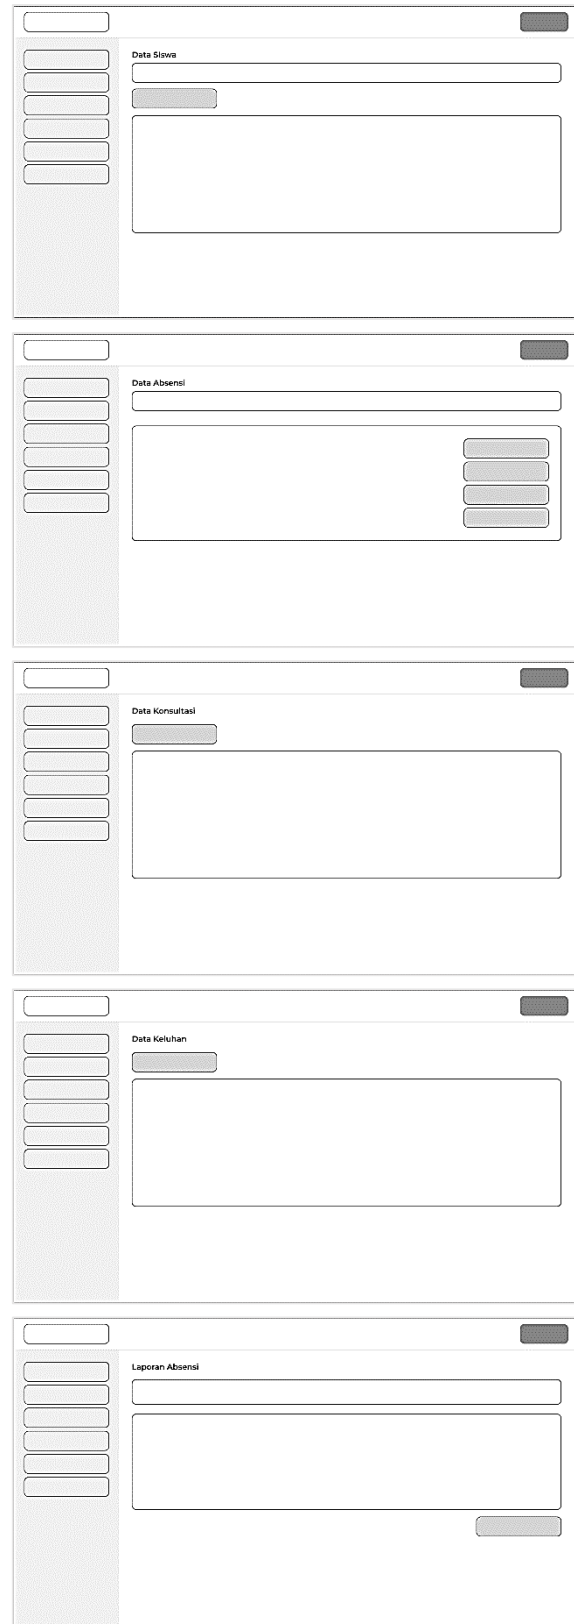 Data Siswa
Data Absensi
Data Konsultasi
Data Keluhan
Laporan Absensi